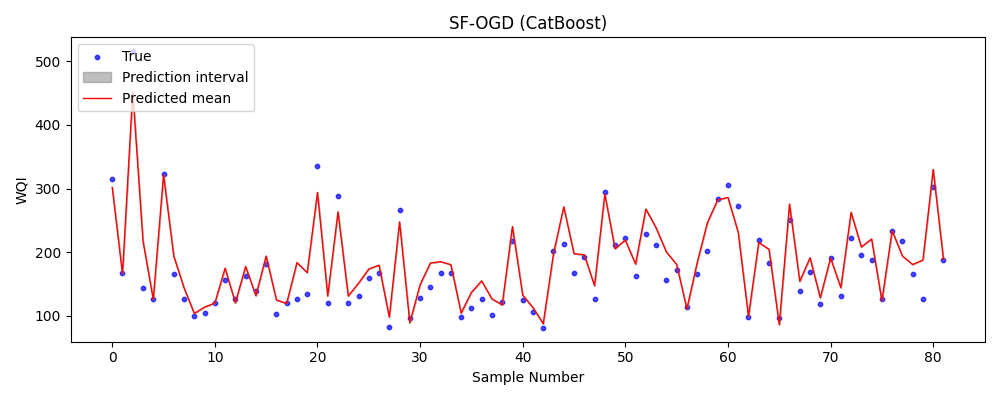 SF-OGD (CatBoost)
500
400
300
200
100
WQI
True
Prediction interval
Predicted mean
0
10
20
30
40
50
60
70
80
Sample Number